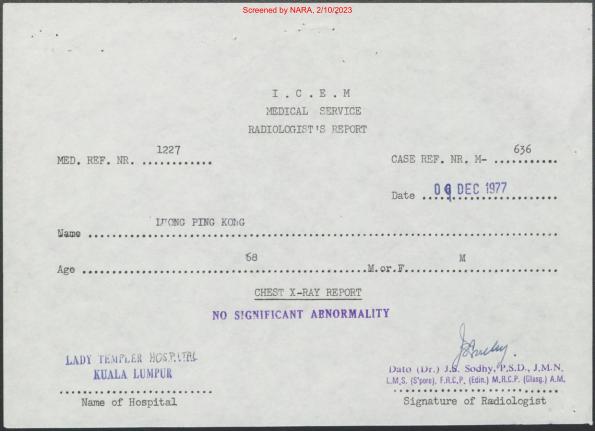 Screened by NARA, 2/10/2023
I . C . E . M
MEDICAL SERVICE
RADIOLOGIST'S REPORT
MED. REF. NR. 1227
CASE REF. NR. M- 636
Date 09 DEC 1977
Name LUONG PING KONG
Age 68 M.or F. M
CHEST X-RAY REPORT
NO SIGNIFICANT ABNORMALITY
LADY TEMPLER HOSPITAL
KUALA LUMPUR
Name of Hospital
Dato (Dr.) J.S. Sodhy, P.S.D., J.M.N.
L.M.S. (S'pore), F.R.C.P. (Edin.) M.R.C.P (Glasg.) A.M.
Signature of Radiologist